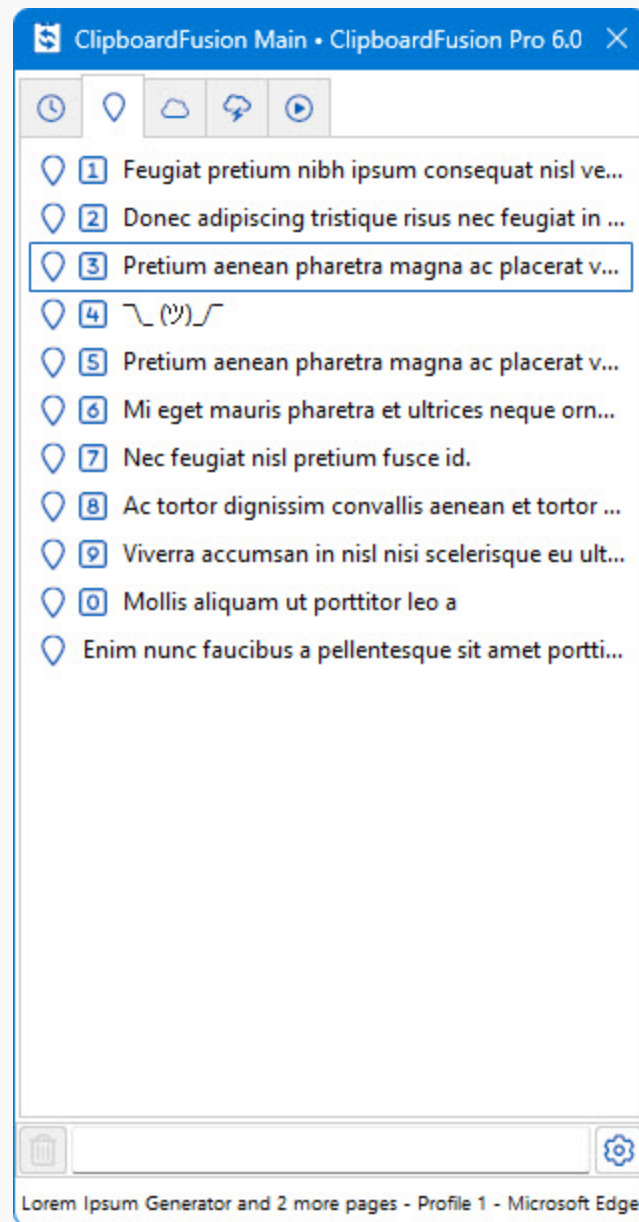 ClipboardFusion Main • ClipboardFusion Pro 6.0
1 Feugiat pretium nibh ipsum consequat nisl ve...
2 Donec adipiscing tristique risus nec feugiat in ...
3 Pretium aenean pharetra magna ac placerat v...
4 ¯\_(ツ)_/¯
5 Pretium aenean pharetra magna ac placerat v...
6 Mi eget mauris pharetra et ultrices neque orn...
7 Nec feugiat nisl pretium fusce id.
8 Ac tortor dignissim convallis aenean et tortor ...
9 Viverra accumsan in nisl nisi scelerisque eu ult...
0 Mollis aliquam ut porttitor leo a
Enim nunc faucibus a pellentesque sit amet portti...
Lorem Ipsum Generator and 2 more pages - Profile 1 - Microsoft Edge